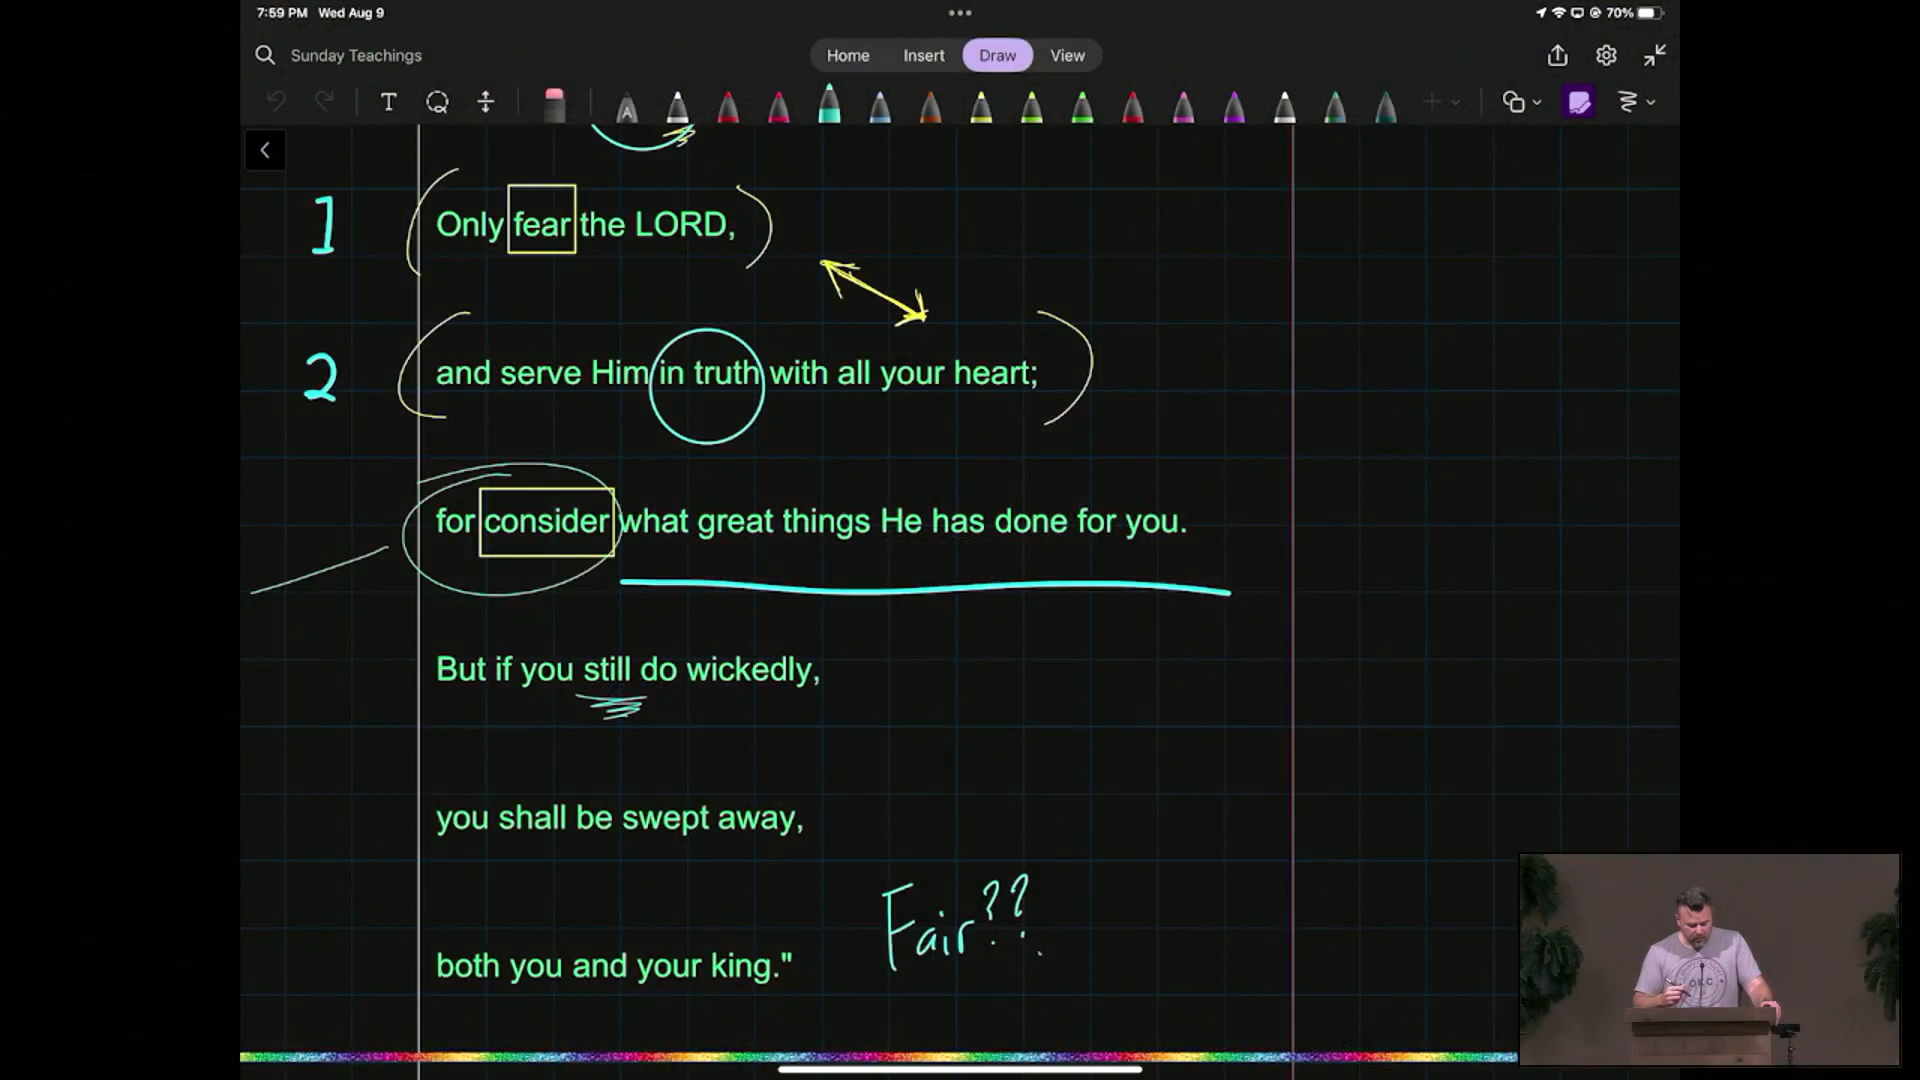 7:59 PM Wed Aug 9
70%
Sunday Teachings
Home Insert Draw View
T
A
1 Only fear the LORD,
2 and serve Him in truth with all your heart;
for consider what great things He has done for you.
But if you still do wickedly,
you shall be swept away,
Fair??
both you and your king."
OKC